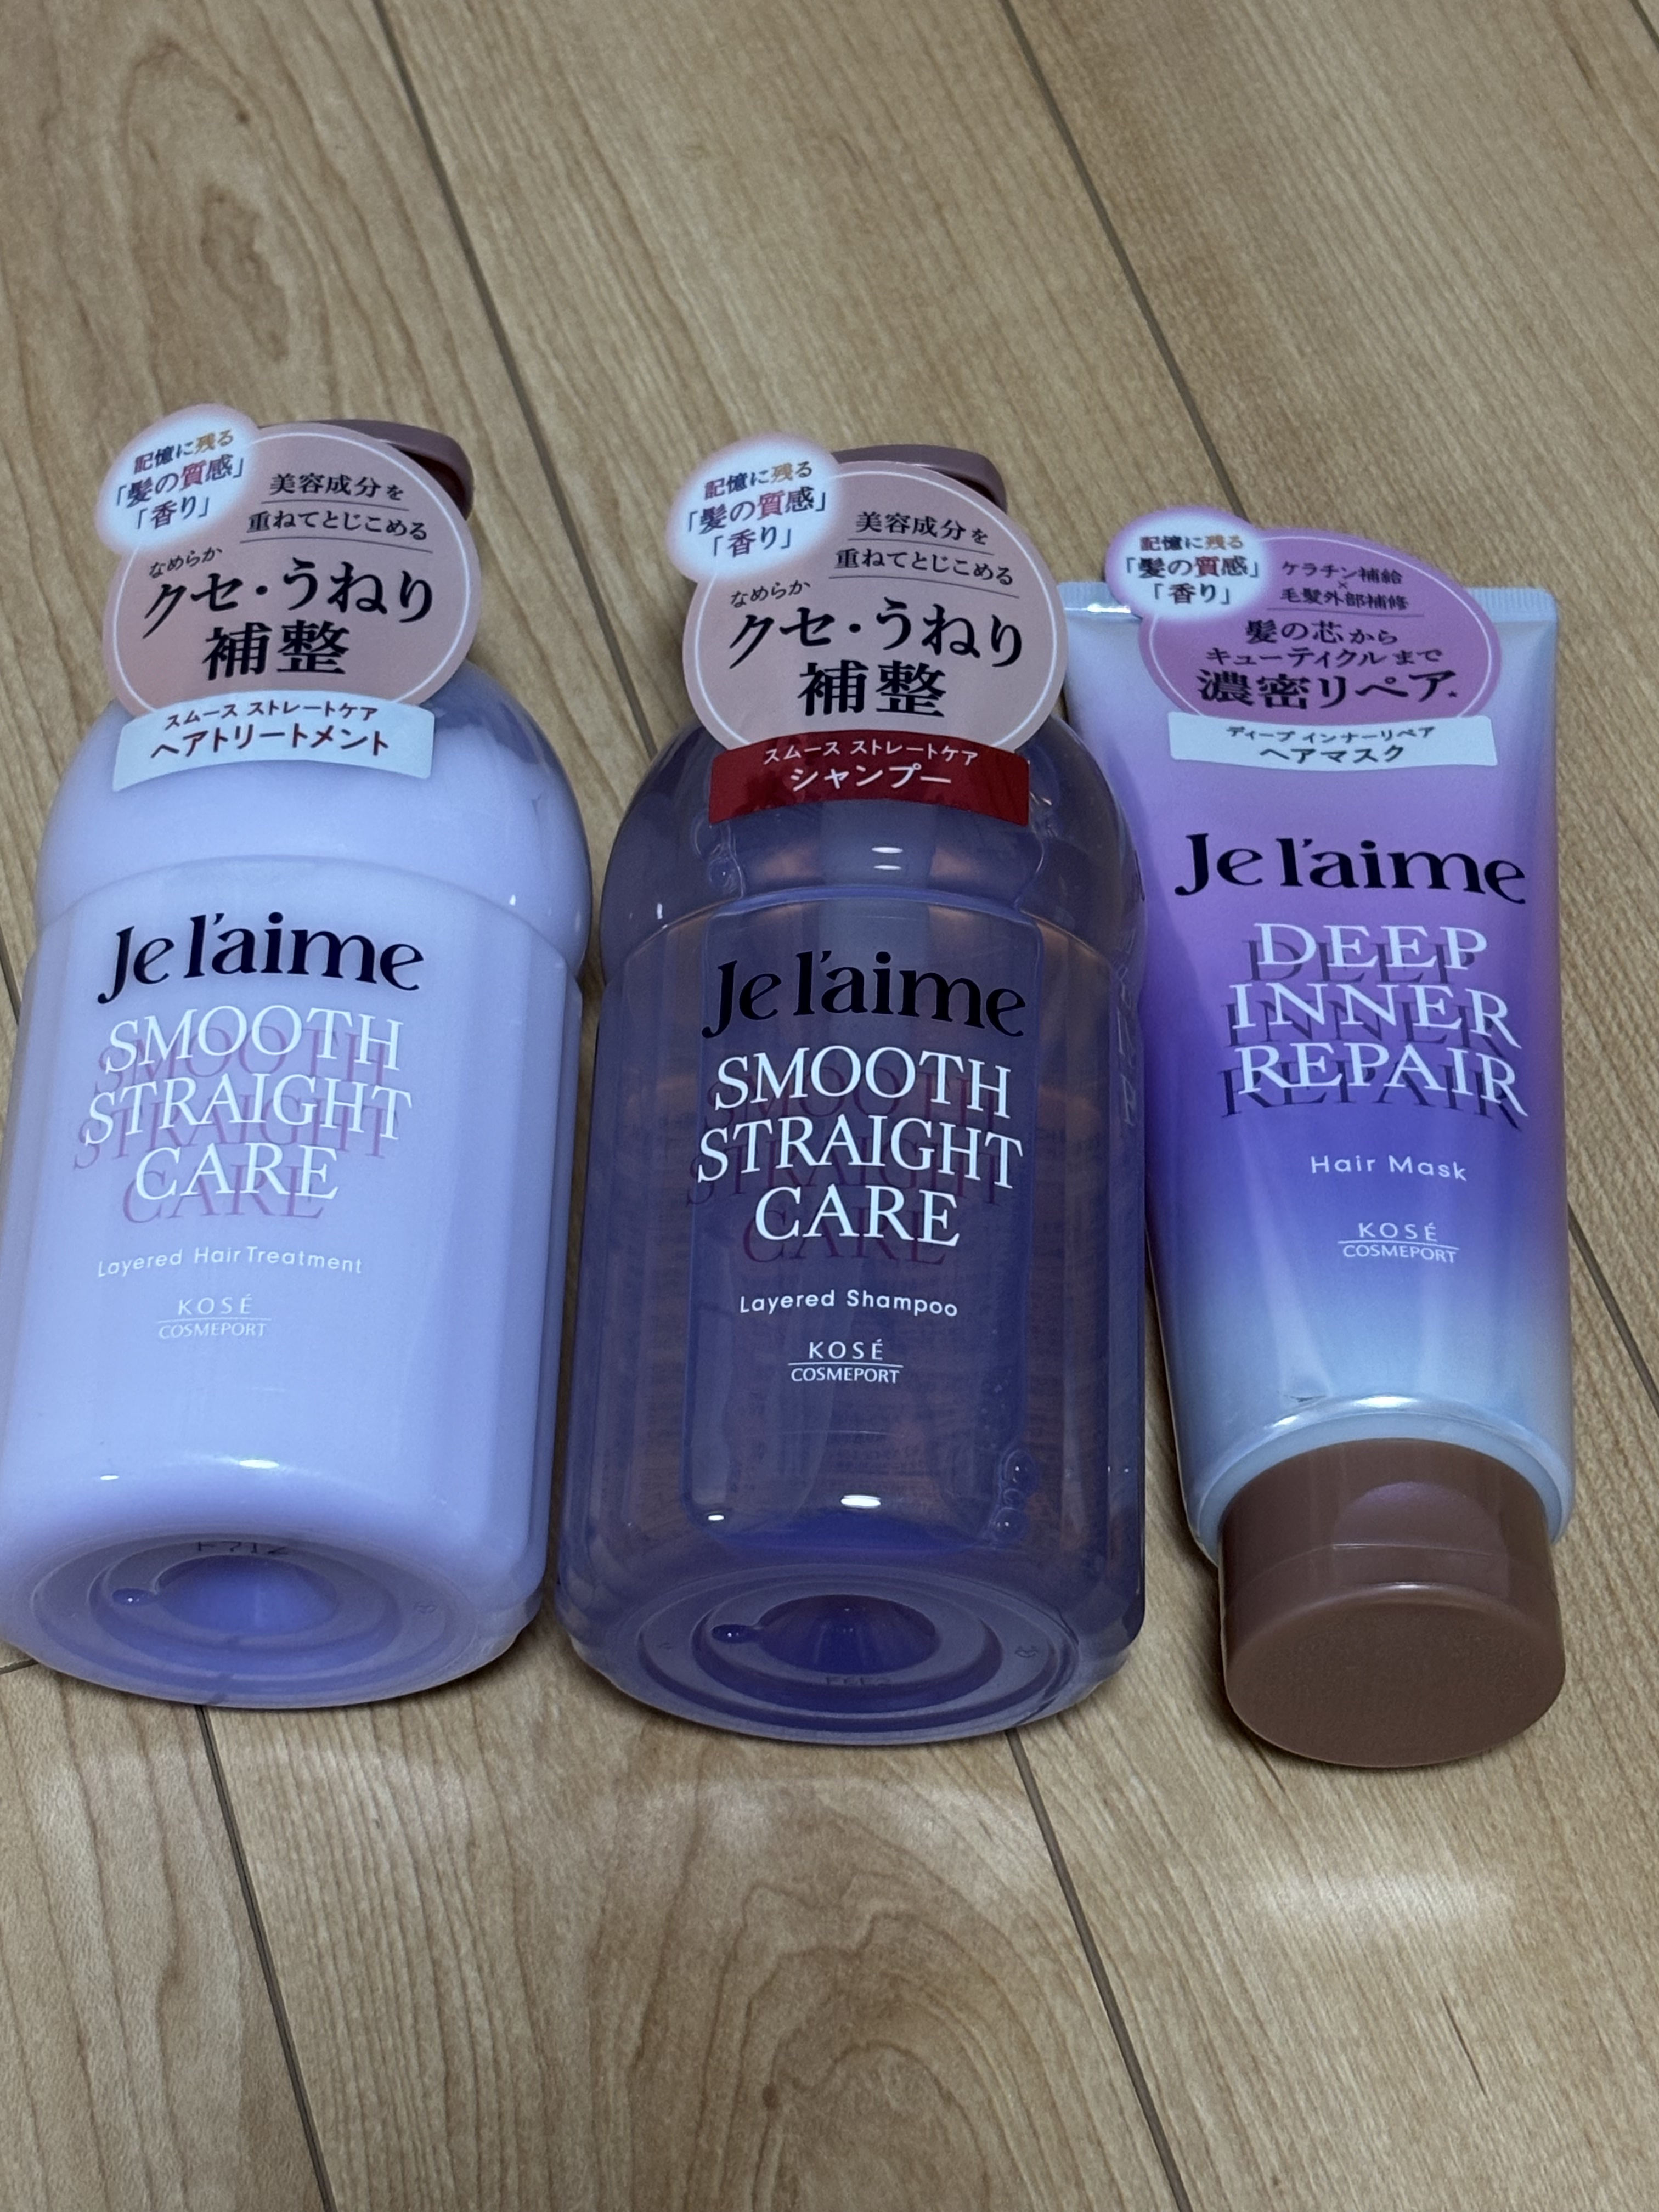 記憶に残る
「髪の質感」
「香り」
美容成分を
重ねてとじこめる
なめらか
クセ・うねり
補整
スムース ストレートケア
ヘアトリートメント
Je l'aime
SMOOTH
STRAIGHT
CARE
Layered Hair Treatment
KOSÉ
COSMEPORT
記憶に残る
「髪の質感」
「香り」
美容成分を
重ねてとじこめる
なめらか
クセ・うねり
補整
スムース ストレートケア
シャンプー
Je l'aime
SMOOTH
STRAIGHT
CARE
Layered Shampoo
KOSÉ
COSMEPORT
記憶に残る
「髪の質感」
「香り」
ケラチン補給
×
毛髪外部補修
髪の芯から
キューティクルまで
濃密リペア*
ディープ インナーリペア
ヘアマスク
Je l'aime
DEEP
INNER
REPAIR
Hair Mask
KOSÉ
COSMEPORT